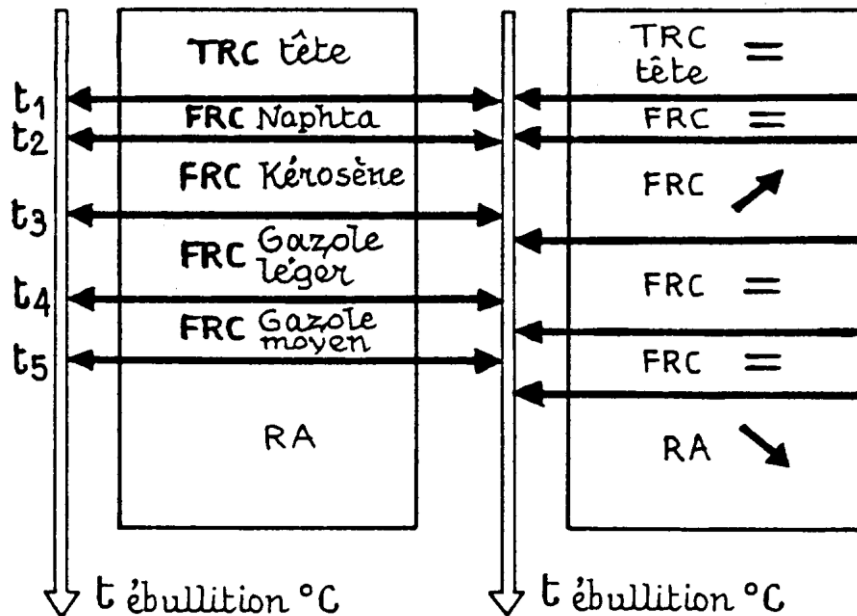 TRC tête
t1
FRC Naphta
t2
FRC Kérosène
t3
FRC Gazole
léger
t4
FRC Gazole
moyen
t5
RA
t ébullition °C
TRC =
tête
FRC =
FRC
FRC =
FRC =
RA
t ébullition °C